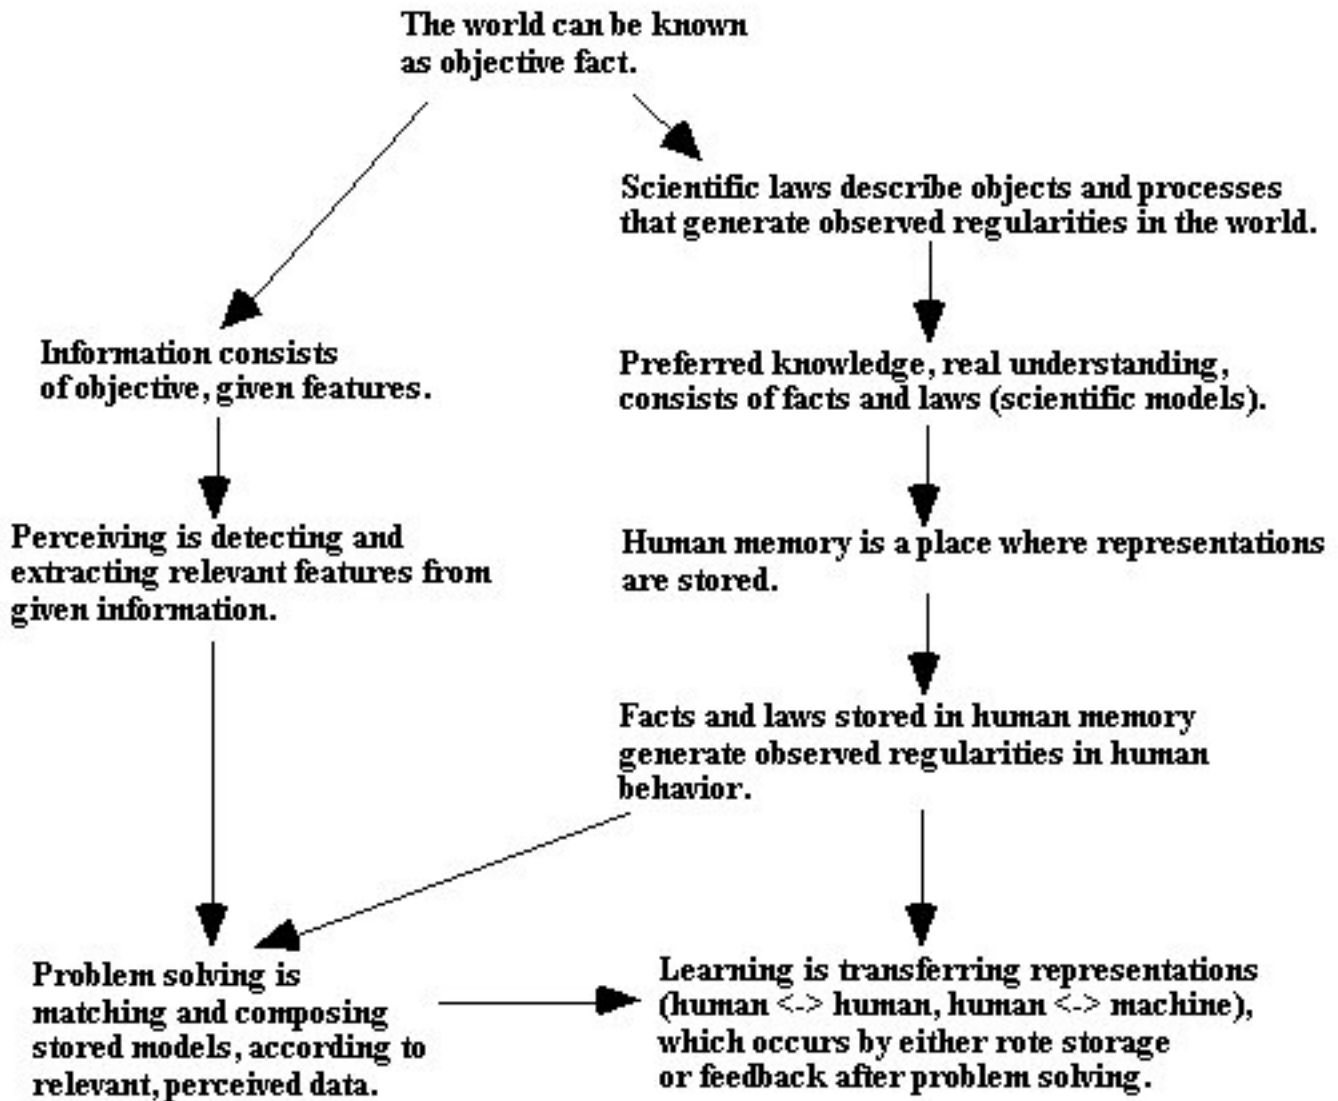 The world can be known
as objective fact.
Scientific laws describe objects and processes
that generate observed regularities in the world.
Information consists
of objective, given features.
Preferred knowledge, real understanding,
consists of facts and laws (scientific models).
Perceiving is detecting and
extracting relevant features from
given information.
Human memory is a place where representations
are stored.
Facts and laws stored in human memory
generate observed regularities in human
behavior.
Problem solving is
matching and composing
stored models, according to
relevant, perceived data.
Learning is transferring representations
(human <-> human, human <-> machine),
which occurs by either rote storage
or feedback after problem solving.